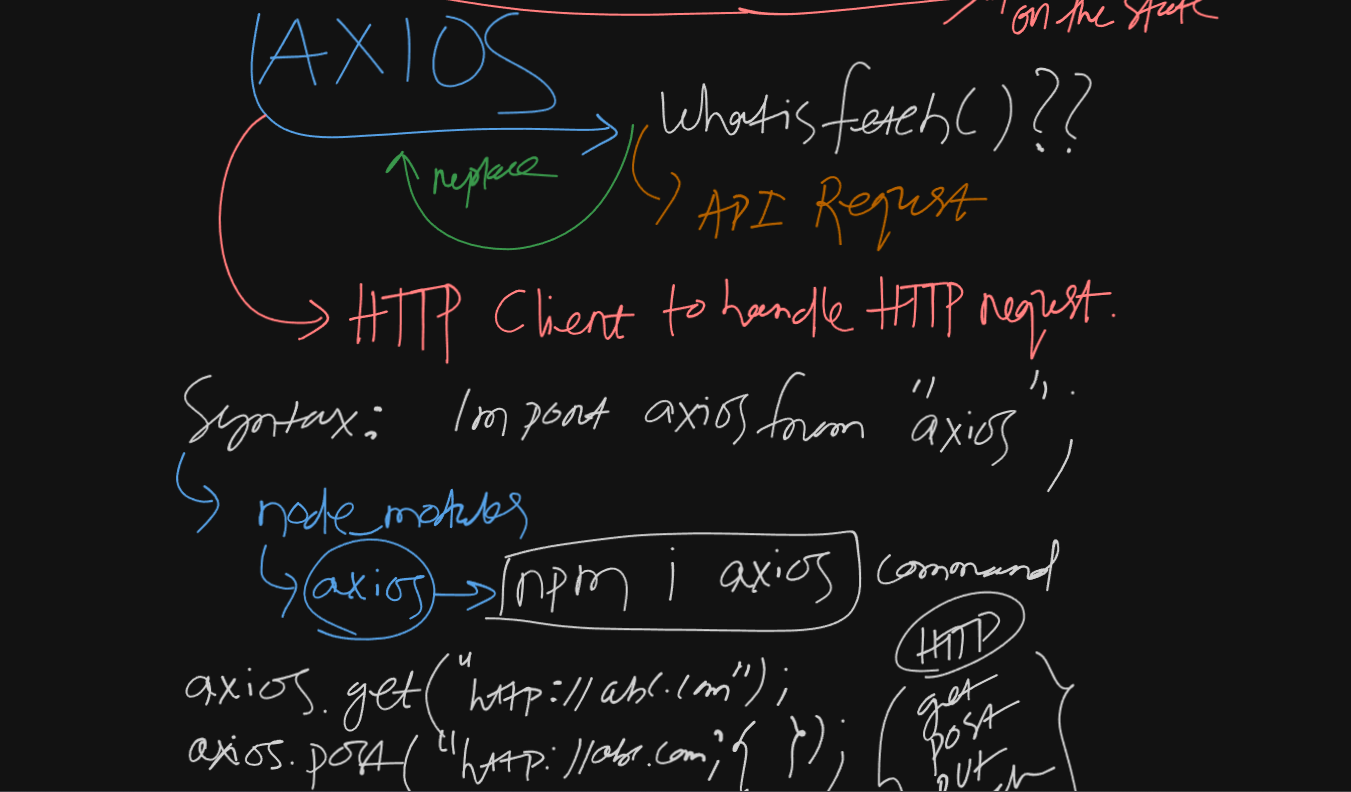 on the state
AXIOS
What is fetch()??
replace
API Request
HTTP Client to handle HTTP request.
Syntax: Import axios from "axios";
node_modules
axios
npm i axios command
HTTP
axios.get("http://abc.com");
get
post
axios.post("http://abc.com",{ });
put